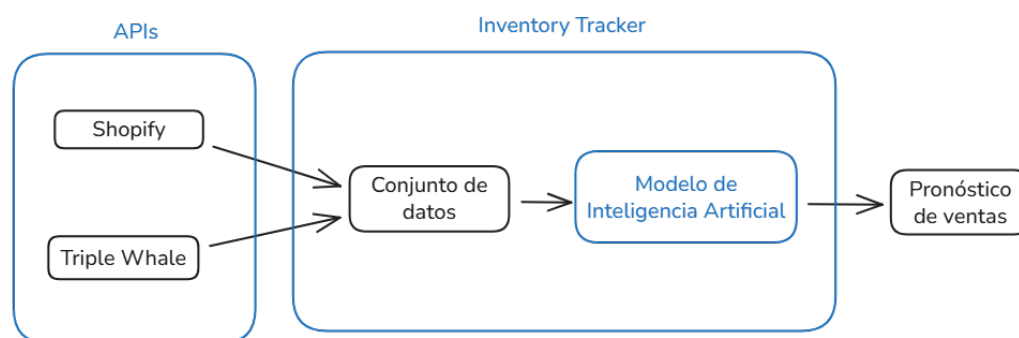 APIs
Inventory Tracker
Shopify
Triple Whale
Conjunto de
datos
Modelo de
Inteligencia Artificial
Pronóstico
de ventas